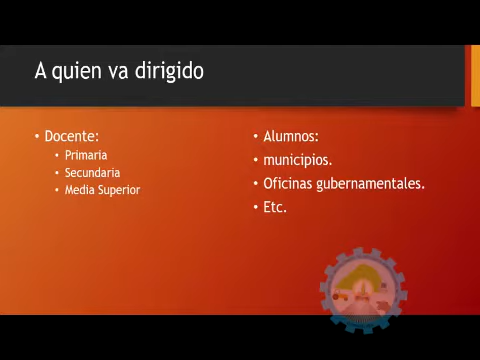 A quien va dirigido
• Docente:
• Primaria
• Secundaria
• Media Superior
• Alumnos:
• municipios.
• Oficinas gubernamentales.
• Etc.